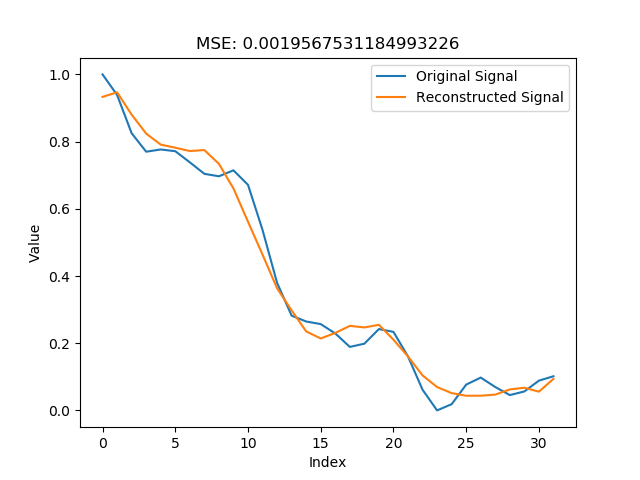 MSE: 0.0019567531184993226
Original Signal
Reconstructed Signal
1.0
0.8
0.6
0.4
0.2
0.0
Value
0 5 10 15 20 25 30
Index